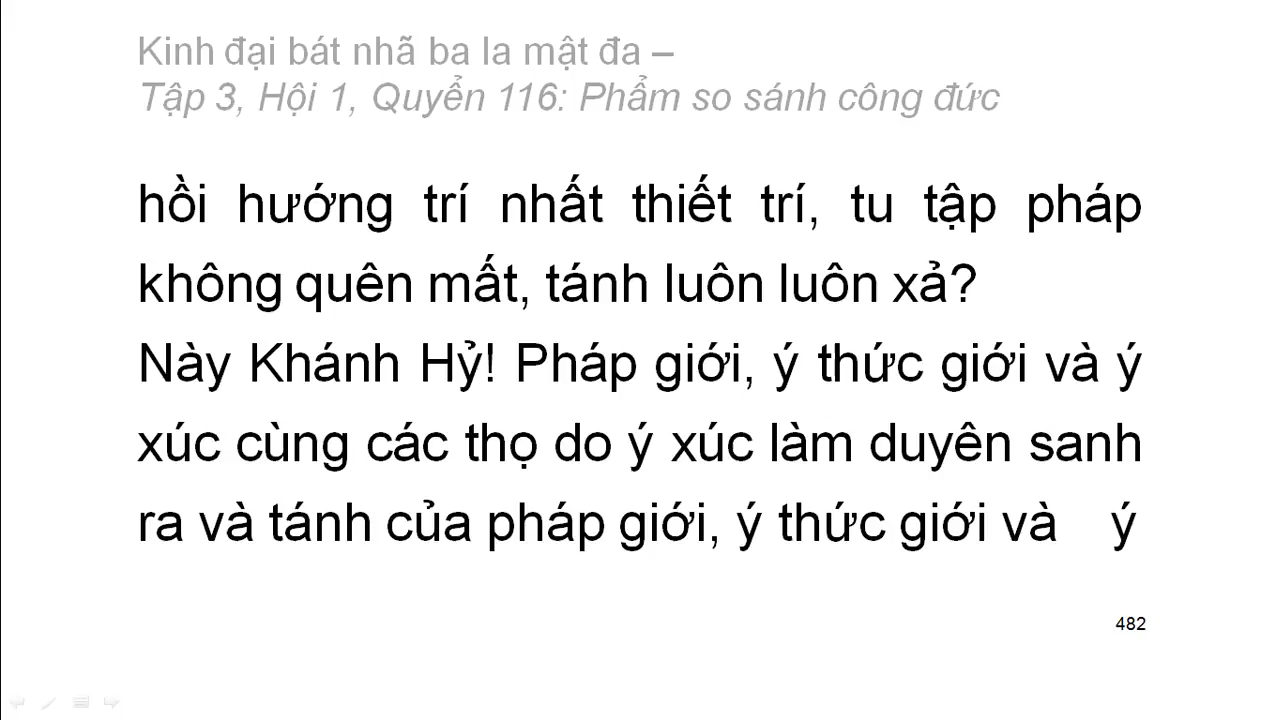 Kinh đại bát nhã ba la mật đa –
Tập 3, Hội 1, Quyển 116: Phẩm so sánh công đức
hồi hướng trí nhất thiết trí, tu tập pháp
không quên mất, tánh luôn luôn xả?
Này Khánh Hỷ! Pháp giới, ý thức giới và ý
xúc cùng các thọ do ý xúc làm duyên sanh
ra và tánh của pháp giới, ý thức giới và ý
482